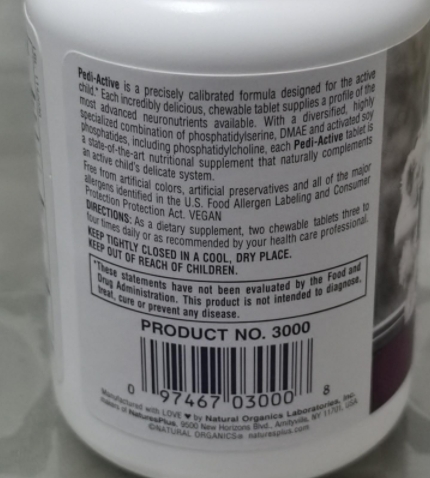 Pedi-Active is a precisely calibrated formula designed for the active
child.* Each incredibly delicious, chewable tablet supplies a profile of the
most advanced neuronutrients available. With a diversified, highly
specialized combination of phosphatidylserine, DMAE and activated soy
phosphatides, including phosphatidylcholine, each Pedi-Active tablet is
a state-of-the-art nutritional supplement that naturally complements
an active child's delicate system.
Free from artificial colors, artificial preservatives and all of the major
allergens identified in the U.S. Food Allergen Labeling and Consumer
Protection Protection Act. VEGAN
DIRECTIONS: As a dietary supplement, two chewable tablets three to
four times daily or as recommended by your health care professional.
KEEP TIGHTLY CLOSED IN A COOL, DRY PLACE.
KEEP OUT OF REACH OF CHILDREN.
*These statements have not been evaluated by the Food and
Drug Administration. This product is not intended to diagnose,
treat, cure or prevent any disease.
PRODUCT NO. 3000
0 97467 03000 8
Manufactured with LOVE ♥ by Natural Organics Laboratories, Inc.
makers of NaturesPlus, 9500 New Horizons Blvd., Amityville, NY 11701, USA
©NATURAL ORGANICS® naturesplus.com